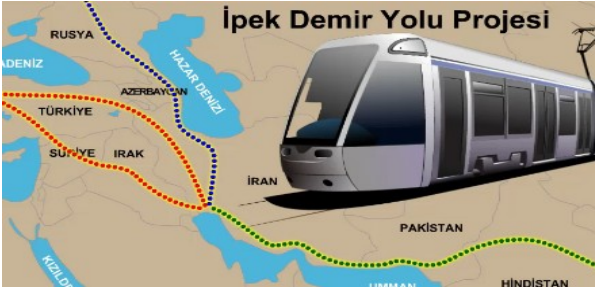 İpek Demir Yolu Projesi
RUSYA
ADENİZ
HAZAR DENİZİ
AZERBAYCAN
TÜRKİYE
SURİYE
IRAK
İRAN
PAKİSTAN
KIZILDE
UMMAN
HİNDİSTAN